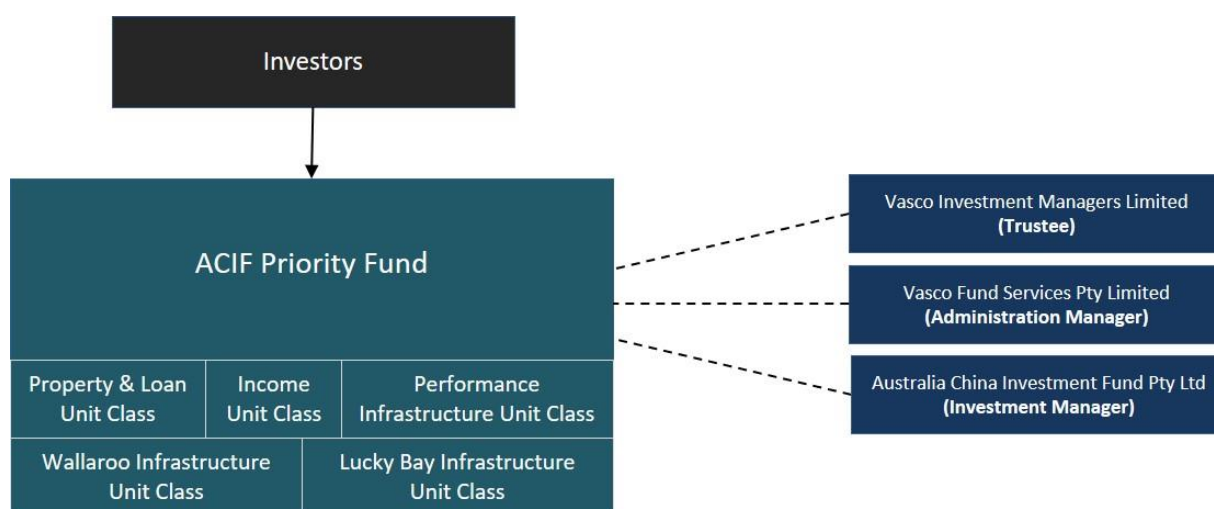 Investors
ACIF Priority Fund
Property & Loan
Unit Class
Income
Unit Class
Performance
Infrastructure Unit Class
Wallaroo Infrastructure
Unit Class
Lucky Bay Infrastructure
Unit Class
Vasco Investment Managers Limited
(Trustee)
Vasco Fund Services Pty Limited
(Administration Manager)
Australia China Investment Fund Pty Ltd
(Investment Manager)